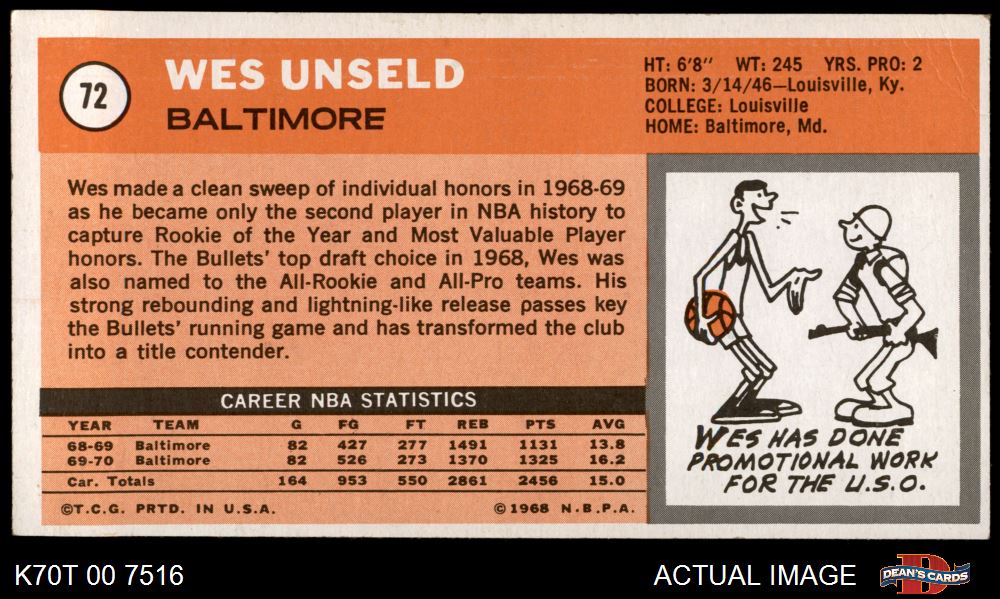 72
WES UNSELD
BALTIMORE
HT: 6'8" WT: 245 YRS. PRO: 2
BORN: 3/14/46—Louisville, Ky.
COLLEGE: Louisville
HOME: Baltimore, Md.
Wes made a clean sweep of individual honors in 1968-69
as he became only the second player in NBA history to
capture Rookie of the Year and Most Valuable Player
honors. The Bullets' top draft choice in 1968, Wes was
also named to the All-Rookie and All-Pro teams. His
strong rebounding and lightning-like release passes key
the Bullets' running game and has transformed the club
into a title contender.
CAREER NBA STATISTICS
YEAR TEAM G FG FT REB PTS AVG
68-69 Baltimore 82 427 277 1491 1131 13.8
69-70 Baltimore 82 526 273 1370 1325 16.2
Car. Totals 164 953 550 2861 2456 15.0
©T.C.G. PRTD. IN U.S.A. ©1968 N.B.P.A.
WES HAS DONE
PROMOTIONAL WORK
FOR THE U.S.O.
K70T 00 7516
ACTUAL IMAGE
D
DEAN'S CARDS